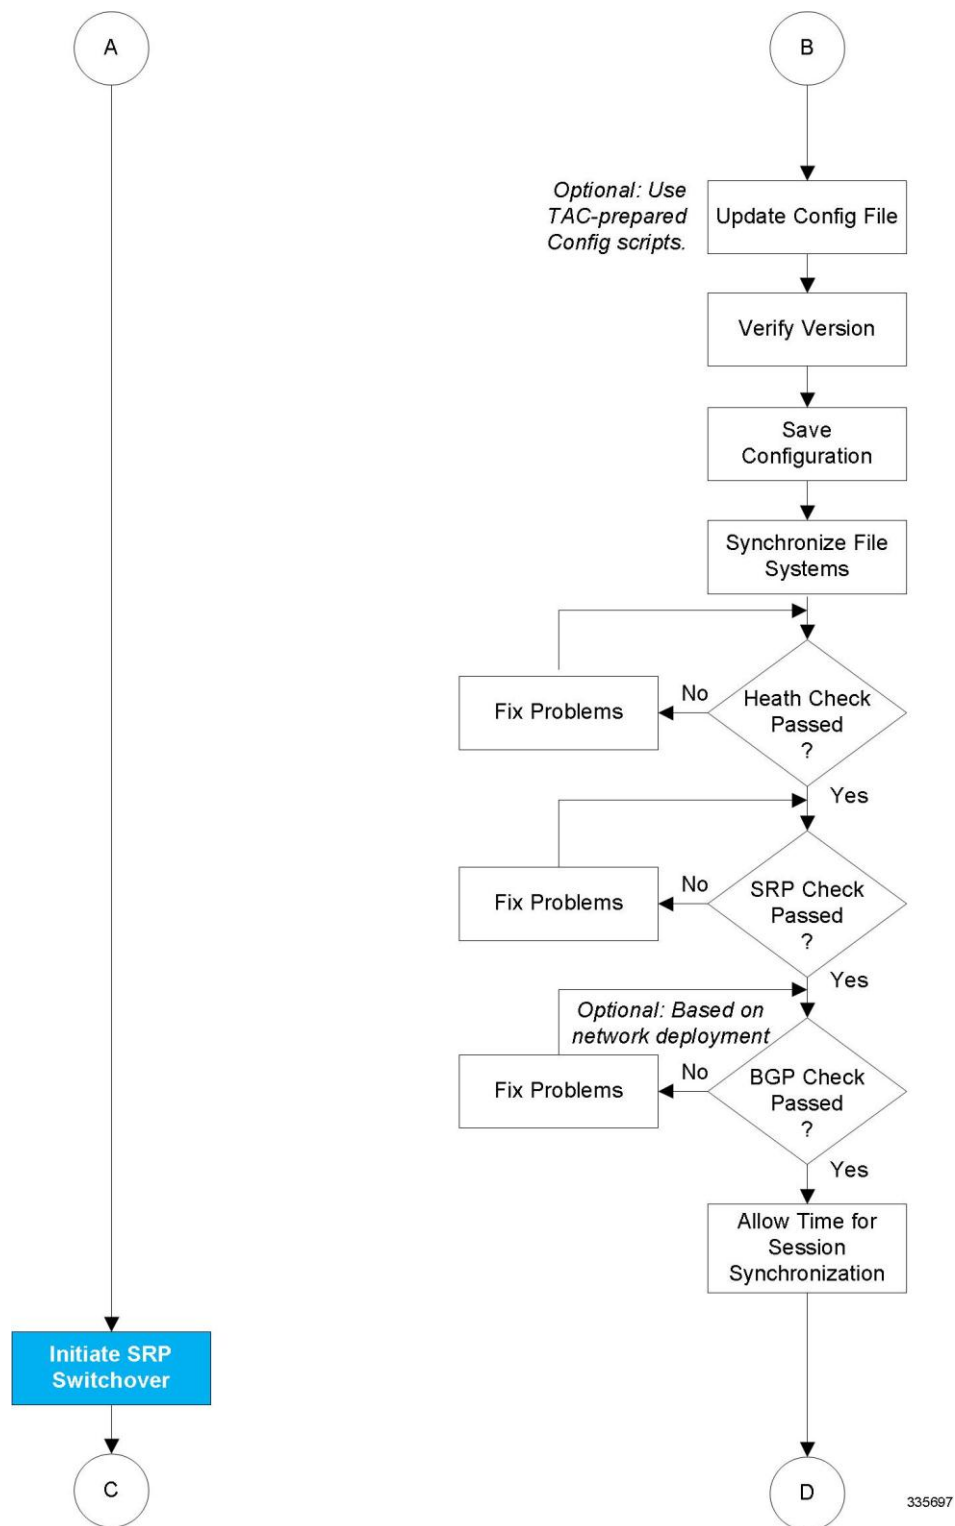 A
B
Optional: Use
TAC-prepared
Config scripts.
Update Config File
Verify Version
Save
Configuration
Synchronize File
Systems
Fix Problems
No
Heath Check
Passed
?
Yes
Fix Problems
No
SRP Check
Passed
?
Yes
Optional: Based on
network deployment
Fix Problems
No
BGP Check
Passed
?
Yes
Allow Time for
Session
Synchronization
Initiate SRP
Switchover
C
D
335697